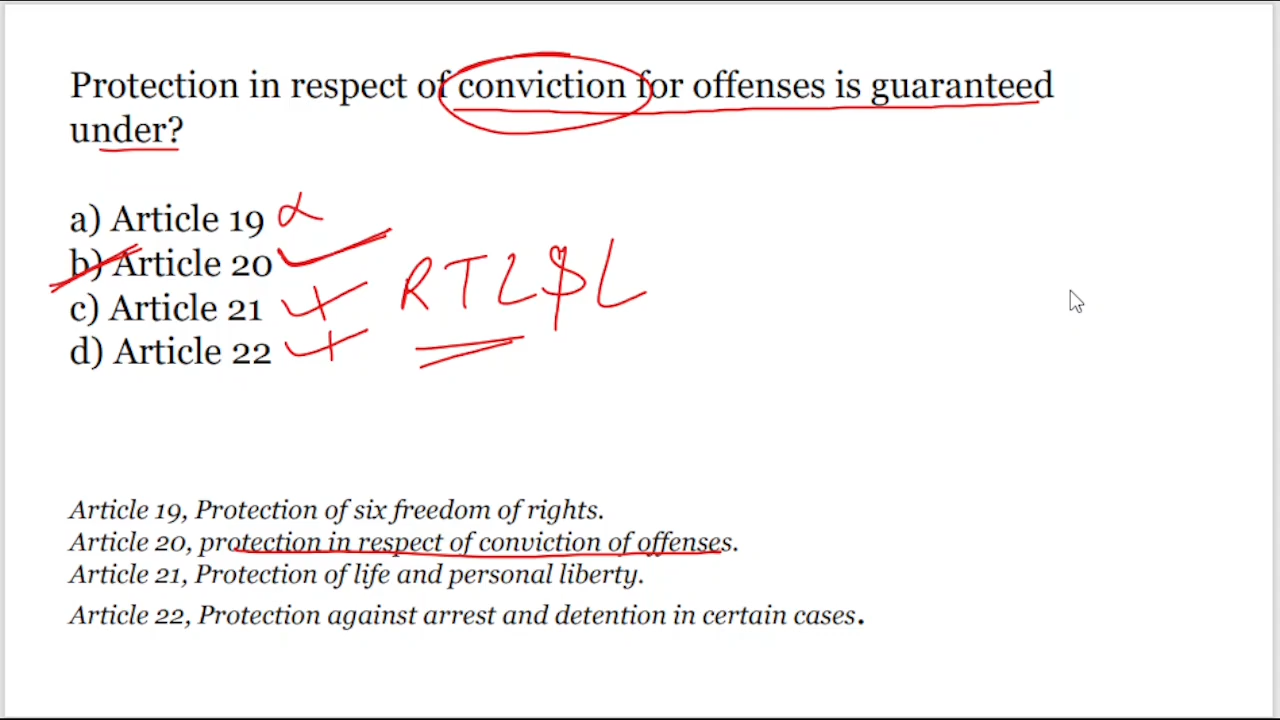 Protection in respect of conviction for offenses is guaranteed
under?
a) Article 19
b) Article 20
c) Article 21
d) Article 22
RTL$L
Article 19, Protection of six freedom of rights.
Article 20, protection in respect of conviction of offenses.
Article 21, Protection of life and personal liberty.
Article 22, Protection against arrest and detention in certain cases.